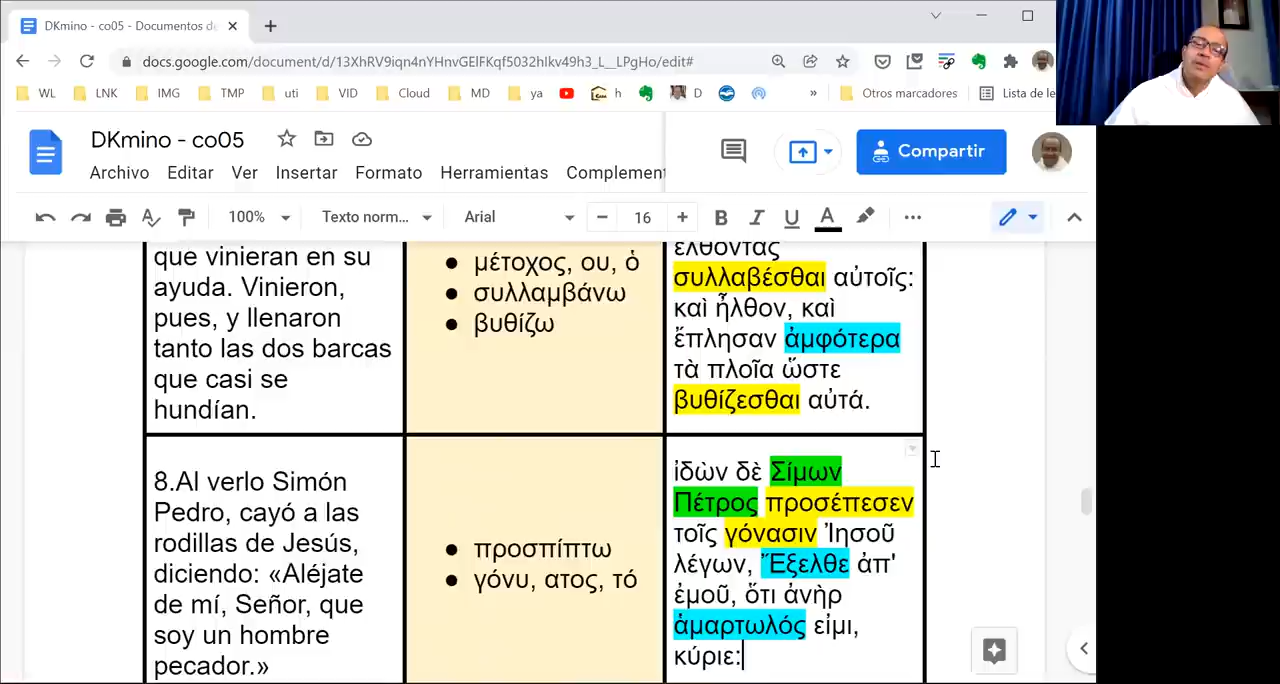 DKmino - co05 - Documentos de
docs.google.com/document/d/13XhRV9iqn4nYHnvGElFKqf5032hIkv49h3_L__LPgHo/edit#
WL LNK IMG TMP uti VID Cloud MD ya h D » Otros marcadores Lista de le
DKmino - co05
Compartir
Archivo Editar Ver Insertar Formato Herramientas Complement
100% Texto norm... Arial 16 B I U A
que vinieran en su
ayuda. Vinieron,
pues, y llenaron
tanto las dos barcas
que casi se
hundían.
μέτοχος, ου, ὁ
συλλαμβάνω
βυθίζω
ἐλθόντας
συλλαβέσθαι αὐτοῖς:
καὶ ἦλθον, καὶ
ἔπλησαν ἀμφότερα
τὰ πλοῖα ὥστε
βυθίζεσθαι αὐτά.
8.Al verlo Simón
Pedro, cayó a las
rodillas de Jesús,
diciendo: «Aléjate
de mí, Señor, que
soy un hombre
pecador.»
προσπίπτω
γόνυ, ατος, τό
ἰδὼν δὲ Σίμων
Πέτρος προσέπεσεν
τοῖς γόνασιν Ἰησοῦ
λέγων, Ἔξελθε ἀπ'
ἐμοῦ, ὅτι ἀνὴρ
ἁμαρτωλός εἰμι,
κύριε: